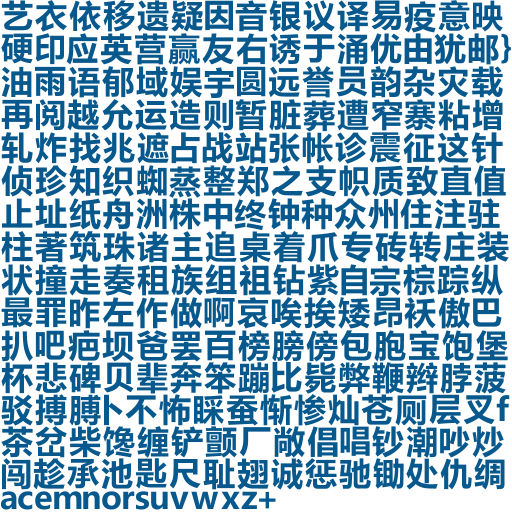 艺衣依移遗疑因音银议译易疫意映
硬印应英营赢友右诱于涌优由犹邮}
油雨语郁域娱宇圆远誉员韵杂灾载
再阅越允运造则暂脏葬遭窄寨粘增
轧炸找兆遮占战站张帐诊震征这针
侦珍知织蜘蒸整郑之支帜质致直值
止址纸舟洲株中终钟种众州住注驻
柱著筑珠诸主追桌着爪专砖转庄装
状撞走奏租族组祖钻紫自宗棕踪纵
最罪昨左作做啊哀唉挨矮昂袄傲巴
扒吧疤坝爸罢百榜膀傍包胞宝饱堡
杯悲碑贝辈奔笨蹦比毙弊鞭辫脖菠
驳搏膊卜不怖睬蚕惭惨灿苍厕层叉f
茶岔柴馋缠铲颤厂敞倡唱钞潮吵炒
闯趁承池匙尺耻翅诚惩驰锄处仇绸
acemnorsuvwxz+